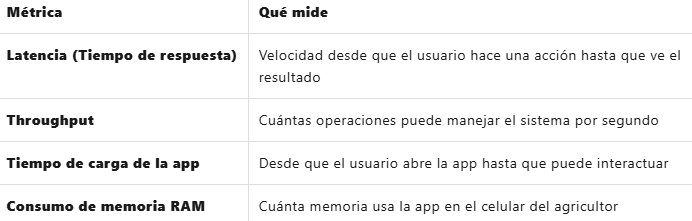 Métrica Qué mide
Latencia (Tiempo de respuesta) Velocidad desde que el usuario hace una acción hasta que ve el
resultado
Throughput Cuántas operaciones puede manejar el sistema por segundo
Tiempo de carga de la app Desde que el usuario abre la app hasta que puede interactuar
Consumo de memoria RAM Cuánta memoria usa la app en el celular del agricultor